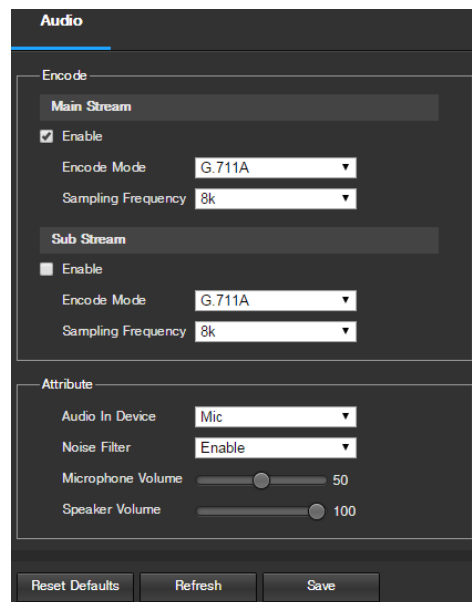 Audio
Encode
Main Stream
Enable
Encode Mode G.711A
Sampling Frequency 8k
Sub Stream
Enable
Encode Mode G.711A
Sampling Frequency 8k
Attribute
Audio In Device Mic
Noise Filter Enable
Microphone Volume 50
Speaker Volume 100
Reset Defaults Refresh Save